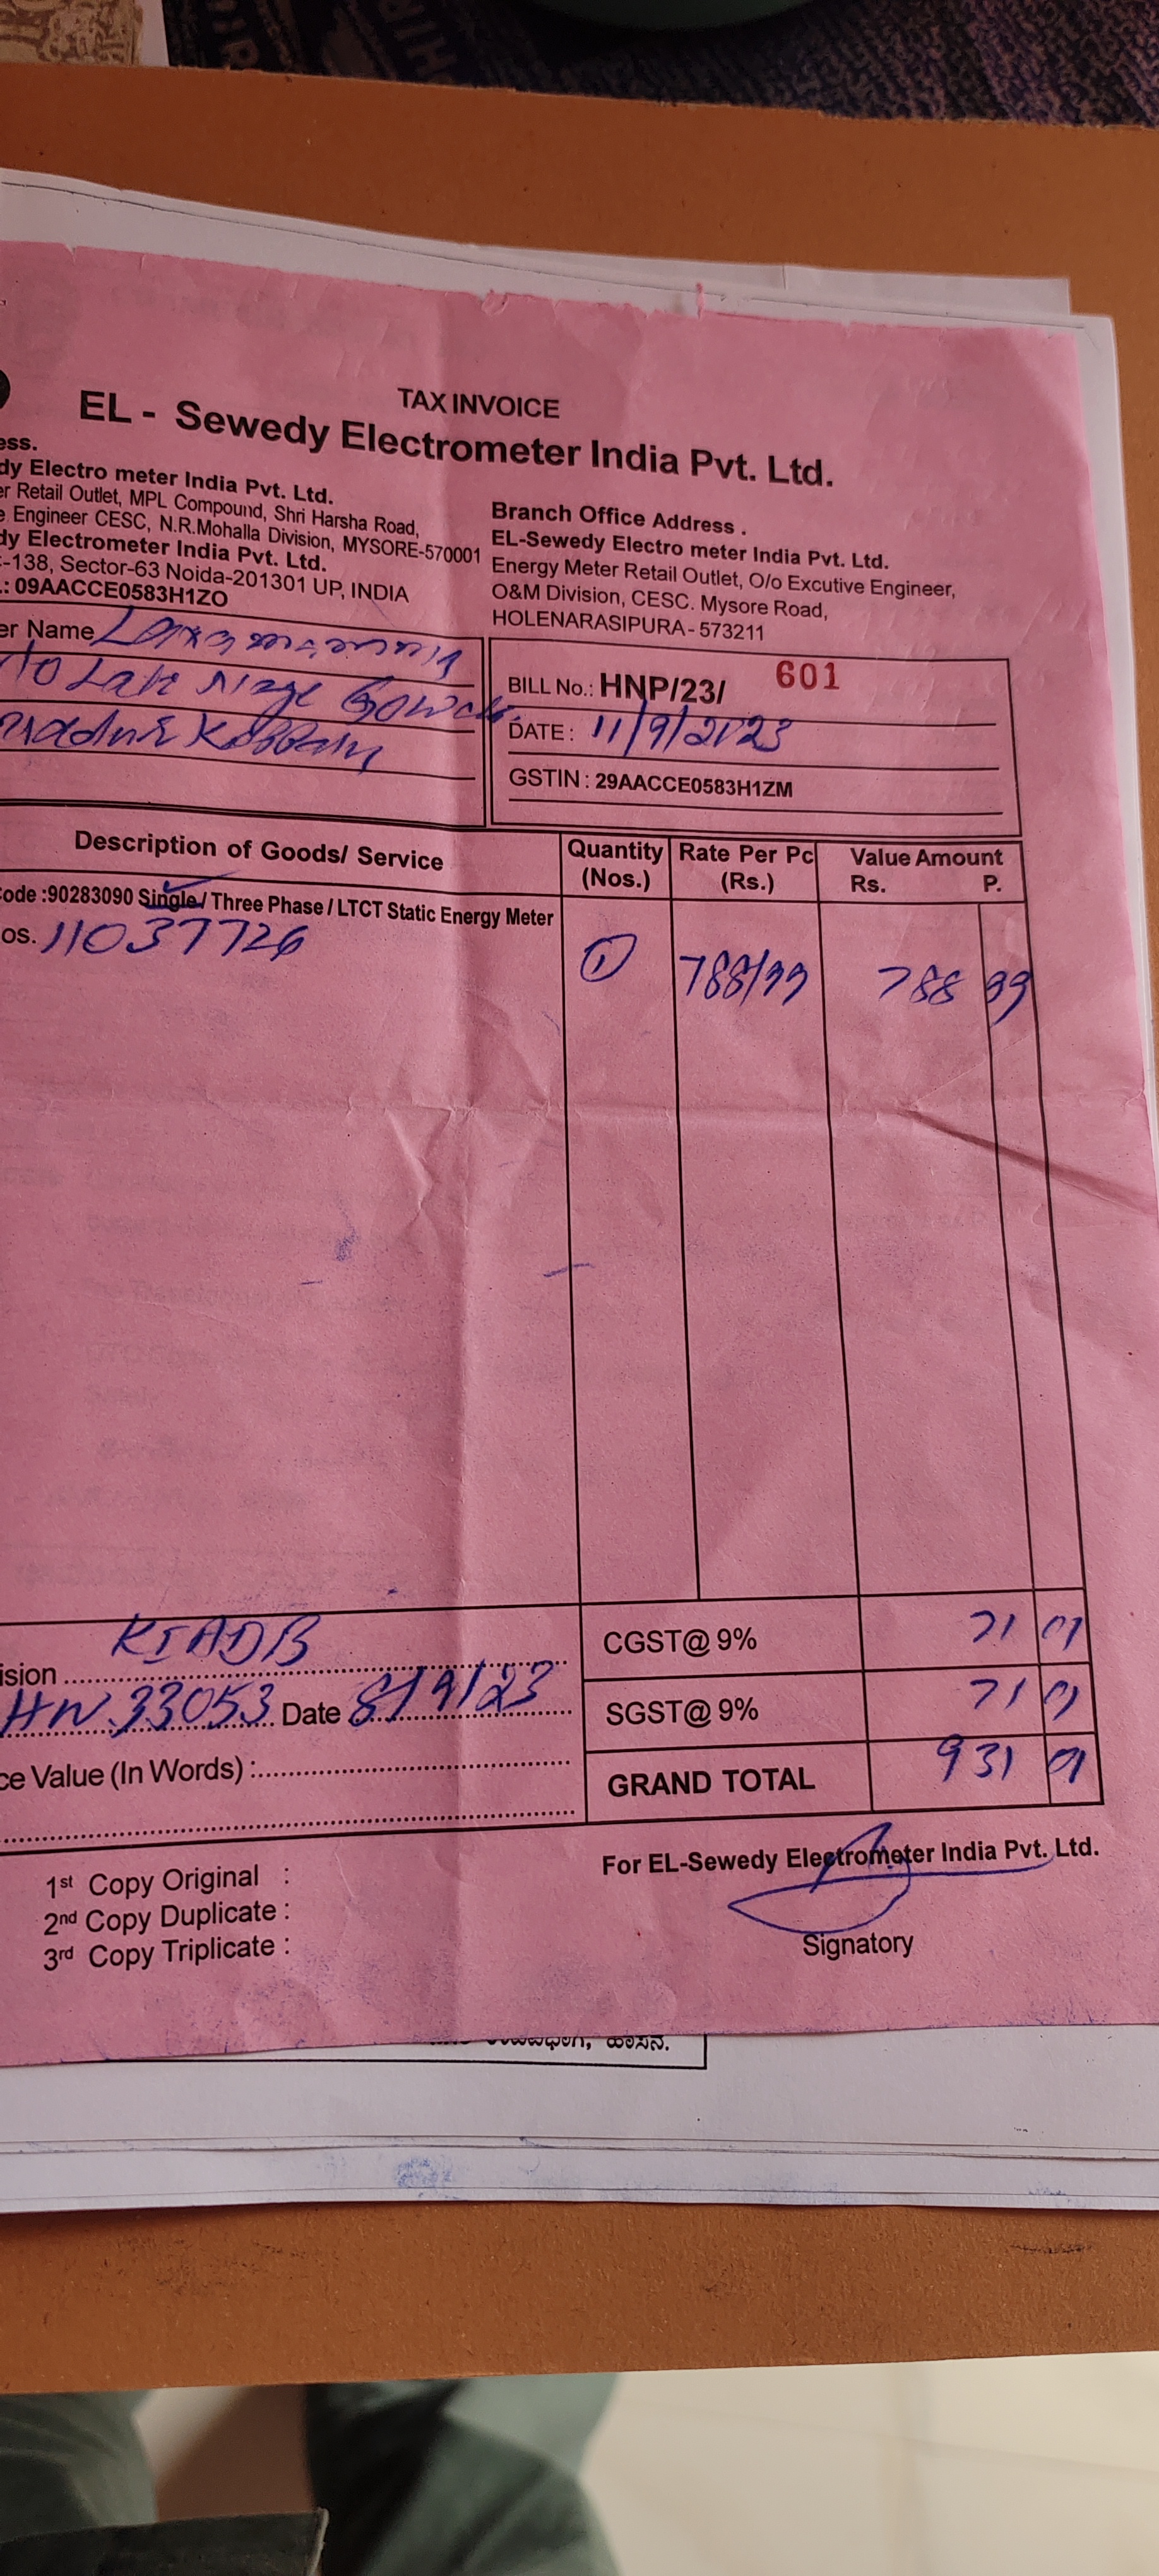 TAX INVOICE
EL - Sewedy Electrometer India Pvt. Ltd.
ess.
dy Electro meter India Pvt. Ltd.
er Retail Outlet, MPL Compound, Shri Harsha Road,
e Engineer CESC, N.R.Mohalla Division, MYSORE-570001
dy Electrometer India Pvt. Ltd.
-138, Sector-63 Noida-201301 UP, INDIA
.: 09AACCE0583H1ZO
Branch Office Address .
EL-Sewedy Electro meter India Pvt. Ltd.
Energy Meter Retail Outlet, O/o Excutive Engineer,
O&M Division, CESC. Mysore Road,
HOLENARASIPURA - 573211
er Name
Late Nage Gowda
BILL No.: HNP/23/ 601
DATE : 11/9/2023
GSTIN : 29AACCE0583H1ZM
Description of Goods/ Service Quantity (Nos.) Rate Per Pc (Rs.) Value Amount Rs. P.
Code :90283090 Single / Three Phase / LTCT Static Energy Meter
os. 11037726 1 788/99 788 99
KIADB
ision
HN 33053 Date 8/9/23
ce Value (In Words) :
CGST@ 9% 71 01
SGST@ 9% 71 01
GRAND TOTAL 931 01
1st Copy Original :
2nd Copy Duplicate :
3rd Copy Triplicate :
For EL-Sewedy Electrometer India Pvt. Ltd.
Signatory
ಹಾಸನ.